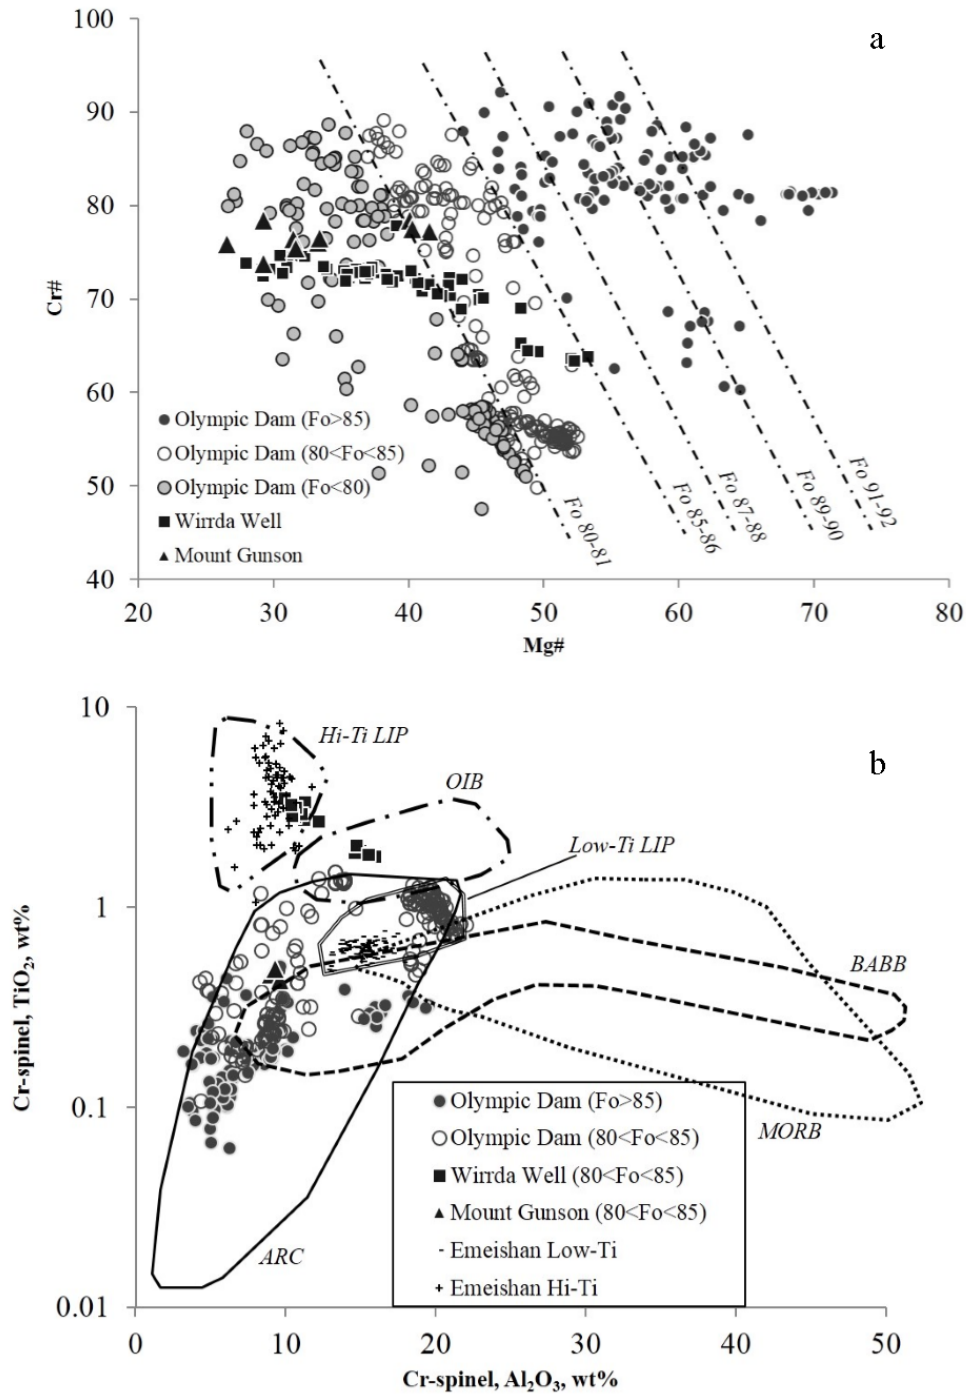 a
100
90
80
70
60
50
40
Cr#
Olympic Dam (Fo>85)
Olympic Dam (80<Fo<85)
Olympic Dam (Fo<80)
Wirrda Well
Mount Gunson
Fo 80-81
Fo 85-86
Fo 87-88
Fo 89-90
Fo 91-92
20 30 40 50 60 70 80
Mg#
b
10
1
0.1
0.01
Cr-spinel, TiO₂, wt%
Hi-Ti LIP
OIB
Low-Ti LIP
BABB
MORB
ARC
Olympic Dam (Fo>85)
Olympic Dam (80<Fo<85)
Wirrda Well (80<Fo<85)
Mount Gunson (80<Fo<85)
Emeishan Low-Ti
Emeishan Hi-Ti
0 10 20 30 40 50
Cr-spinel, Al₂O₃, wt%